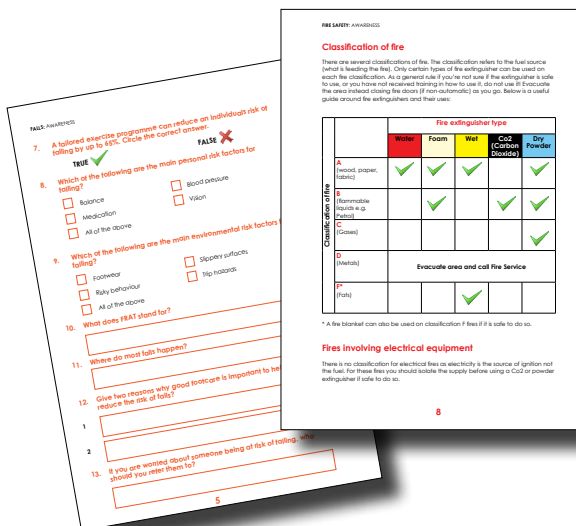 FALLS: AWARENESS
7. A tailored exercise programme can reduce an individuals risk of
falling by up to 45%. Circle the correct answer.
TRUE
FALSE
8. Which of the following are the main personal risk factors for
falling?
Balance
Blood pressure
Medication
Vision
All of the above
9. Which of the following are the main environmental risk factors
falling?
Footwear
Slippery surfaces
Risky behaviour
Trip hazards
All of the above
10. What does FRAT stand for?
11. Where do most falls happen?
12. Give two reasons why good footcare is important to
reduce the risk of falls?
1
2
13. If you are worried about someone being at risk of falling, who
should you refer them to?
5
FIRE SAFETY: AWARENESS
Classification of fire
There are several classifications of fire. The classification refers to the fuel source
(what is feeding the fire). Only certain types of fire extinguisher can be used on
each fire classification. As a general rule if you're not sure if the extinguisher is safe
to use, or you have not received training in how to use it, do not use it! Evacuate
the area instead closing fire doors (if non-automatic) as you go. Below is a useful
guide around fire extinguishers and their uses:
Fire extinguisher type
Water Foam Wet Co2 (Carbon Dioxide) Dry Powder
Classification of fire
A
(wood, paper,
fabric)
B
(flammable
liquids e.g.
Petrol)
C
(Gases)
D
(Metals)
Evacuate area and call Fire Service
F*
(Fats)
* A fire blanket can also be used on classification F fires if it is safe to do so.
Fires involving electrical equipment
There is no classification for electrical fires as electricity is the source of ignition not
the fuel. For these fires you should isolate the supply before using a Co2 or powder
extinguisher if safe to do so.
8